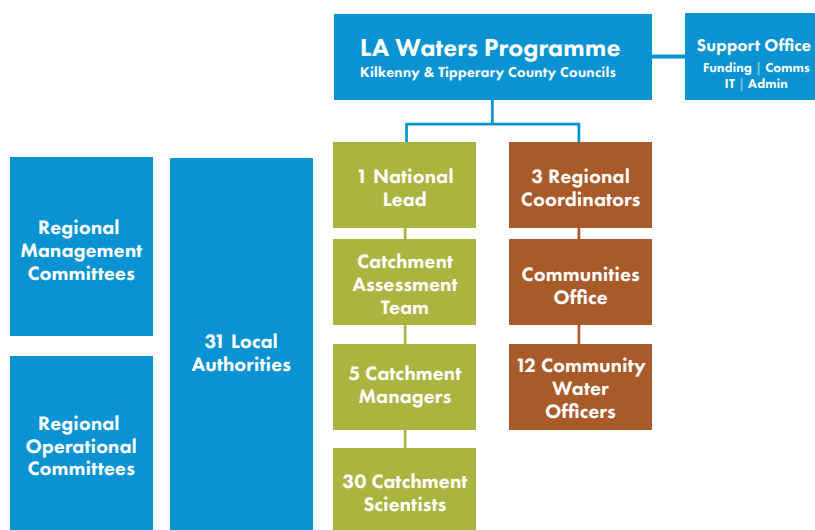 LA Waters Programme
Kilkenny & Tipperary County Councils
Support Office
Funding | Comms
IT | Admin
Regional
Management
Committees
Regional
Operational
Committees
31 Local
Authorities
1 National
Lead
Catchment
Assessment
Team
5 Catchment
Managers
30 Catchment
Scientists
3 Regional
Coordinators
Communities
Office
12 Community
Water
Officers